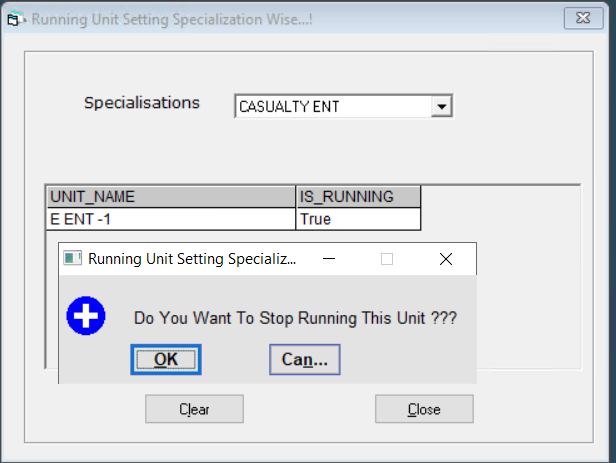 Running Unit Setting Specialization Wise...!
Specialisations
CASUALTY ENT
UNIT_NAME IS_RUNNING
E ENT -1 True
Running Unit Setting Specializ...
Do You Want To Stop Running This Unit ???
OK Can...
Clear Close